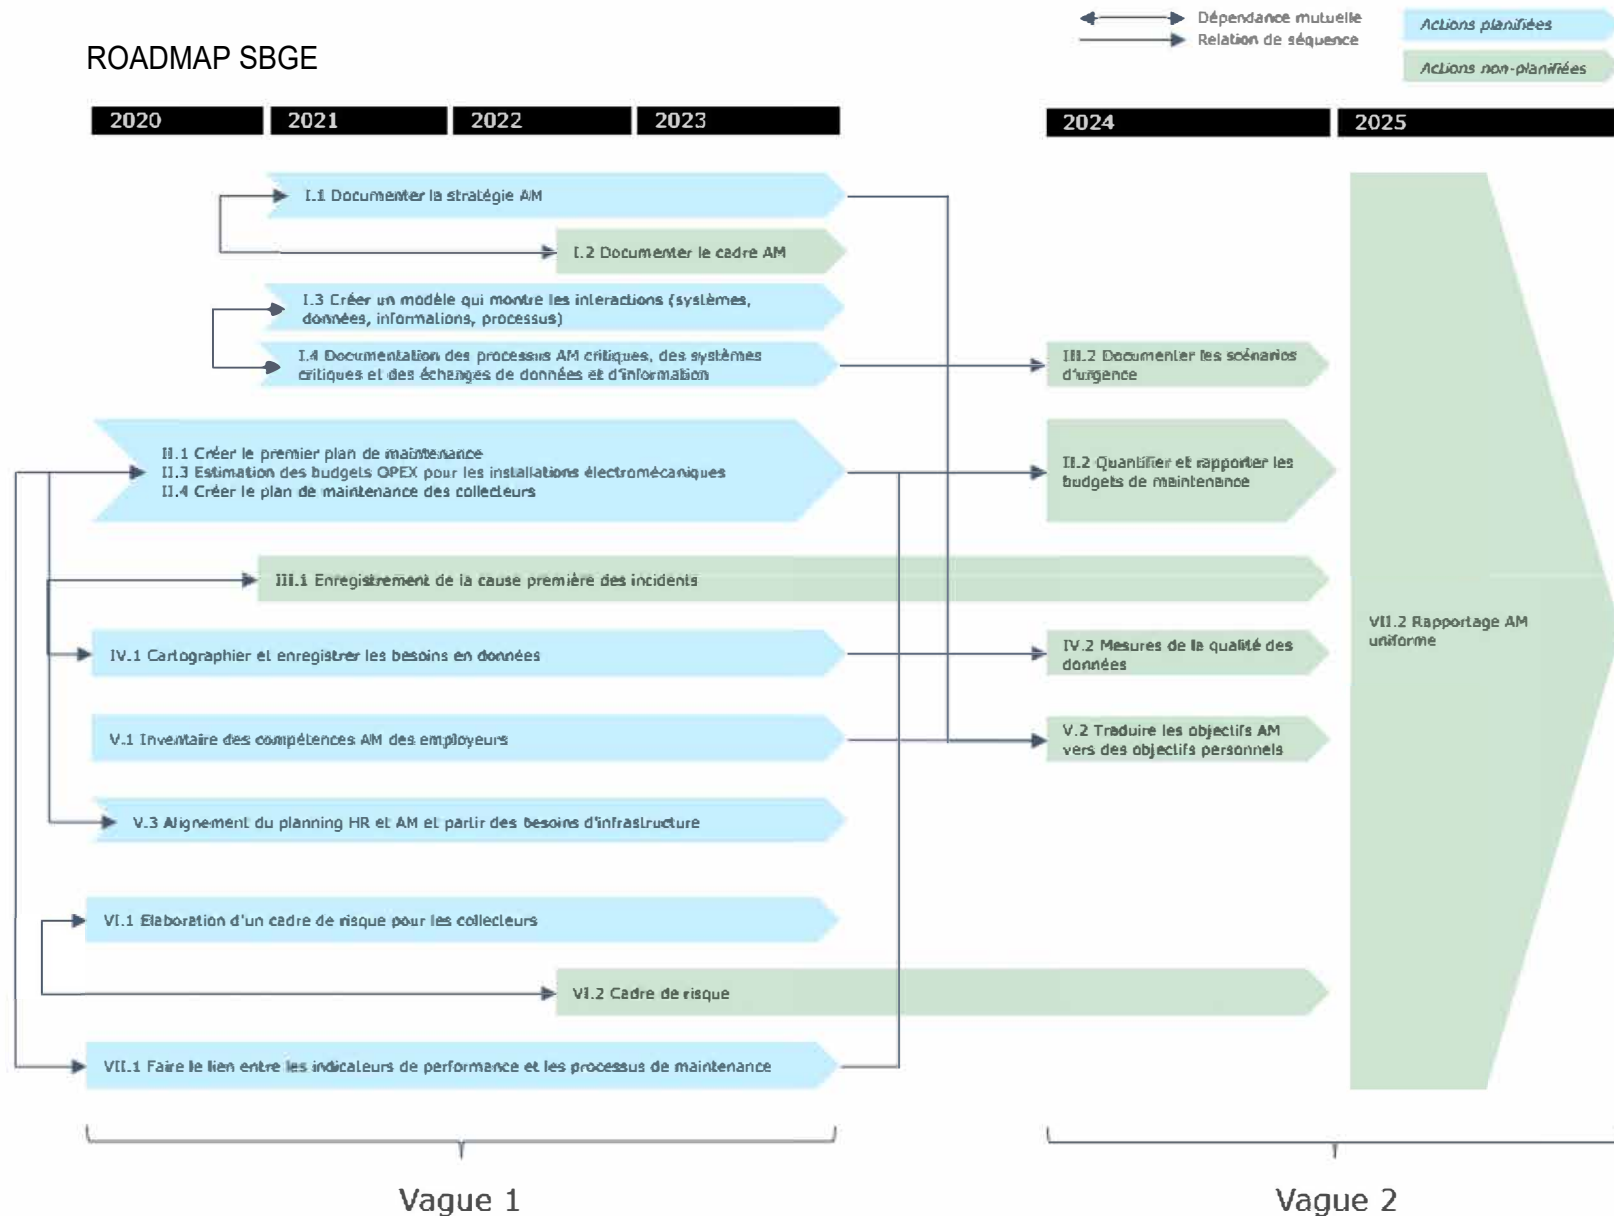 Dépendance mutuelle
Relation de séquence
Actions planifiées
Actions non-planifiées
ROADMAP SBGE
2020
2021
2022
2023
2024
2025
I.1 Documenter la stratégie AM
I.2 Documenter le cadre AM
I.3 Créer un modèle qui montre les interactions (systèmes,
données, informations, processus)
I.4 Documentation des processus AM critiques, des systèmes
critiques et des échanges de données et d'information
III.2 Documenter les scénarios
d'urgence
II.1 Créer le premier plan de maintenance
II.3 Estimation des budgets OPEX pour les installations électromécaniques
II.4 Créer le plan de maintenance des collecteurs
II.2 Quantifier et rapporter les
budgets de maintenance
III.1 Enregistrement de la cause première des incidents
VII.2 Rapportage AM
uniforme
IV.1 Cartographier et enregistrer les besoins en données
IV.2 Mesures de la qualité des
données
V.1 Inventaire des compétences AM des employeurs
V.2 Traduire les objectifs AM
vers des objectifs personnels
V.3 Alignement du planning HR et AM et partir des besoins d'infrastructure
VI.1 Elaboration d'un cadre de risque pour les collecteurs
VI.2 Cadre de risque
VII.1 Faire le lien entre les indicateurs de performance et les processus de maintenance
Vague 1
Vague 2